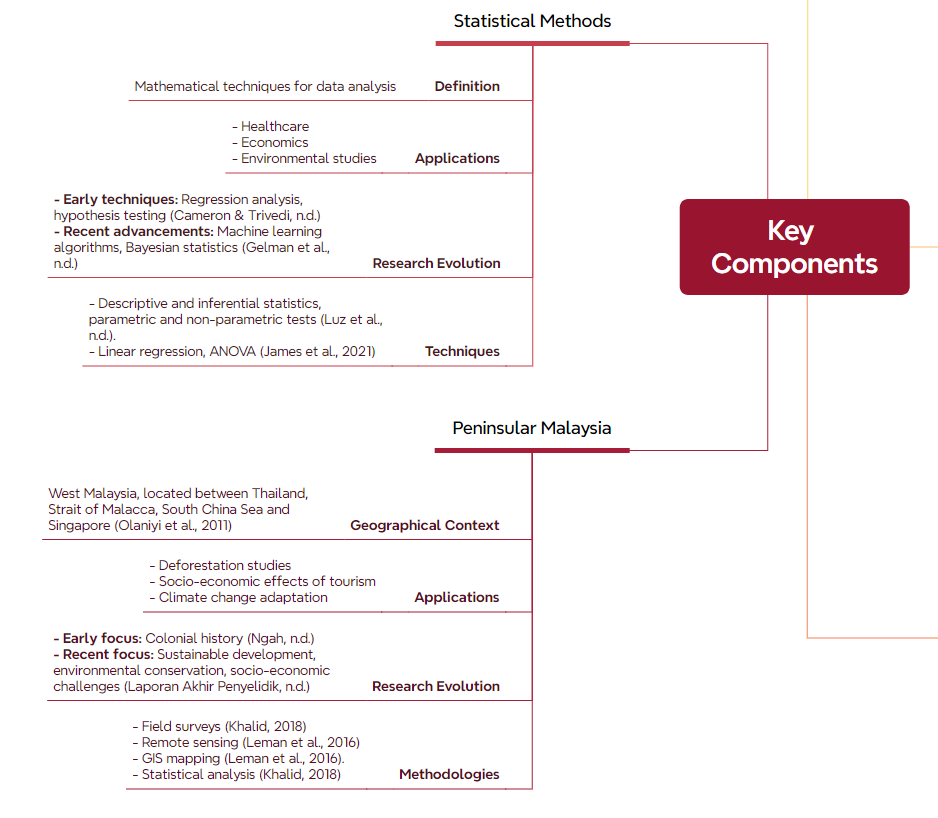 Statistical Methods
Mathematical techniques for data analysis Definition
- Healthcare
- Economics
- Environmental studies Applications
- Early techniques: Regression analysis,
hypothesis testing (Cameron & Trivedi, n.d.)
- Recent advancements: Machine learning
algorithms, Bayesian statistics (Gelman et al.,
n.d.) Research Evolution
- Descriptive and inferential statistics,
parametric and non-parametric tests (Luz et al.,
n.d.).
- Linear regression, ANOVA (James et al., 2021) Techniques
Key
Components
Peninsular Malaysia
West Malaysia, located between Thailand,
Strait of Malacca, South China Sea and
Singapore (Olaniyi et al., 2011) Geographical Context
- Deforestation studies
- Socio-economic effects of tourism
- Climate change adaptation Applications
- Early focus: Colonial history (Ngah, n.d.)
- Recent focus: Sustainable development,
environmental conservation, socio-economic
challenges (Laporan Akhir Penyelidik, n.d.) Research Evolution
- Field surveys (Khalid, 2018)
- Remote sensing (Leman et al., 2016)
- GIS mapping (Leman et al., 2016).
- Statistical analysis (Khalid, 2018) Methodologies